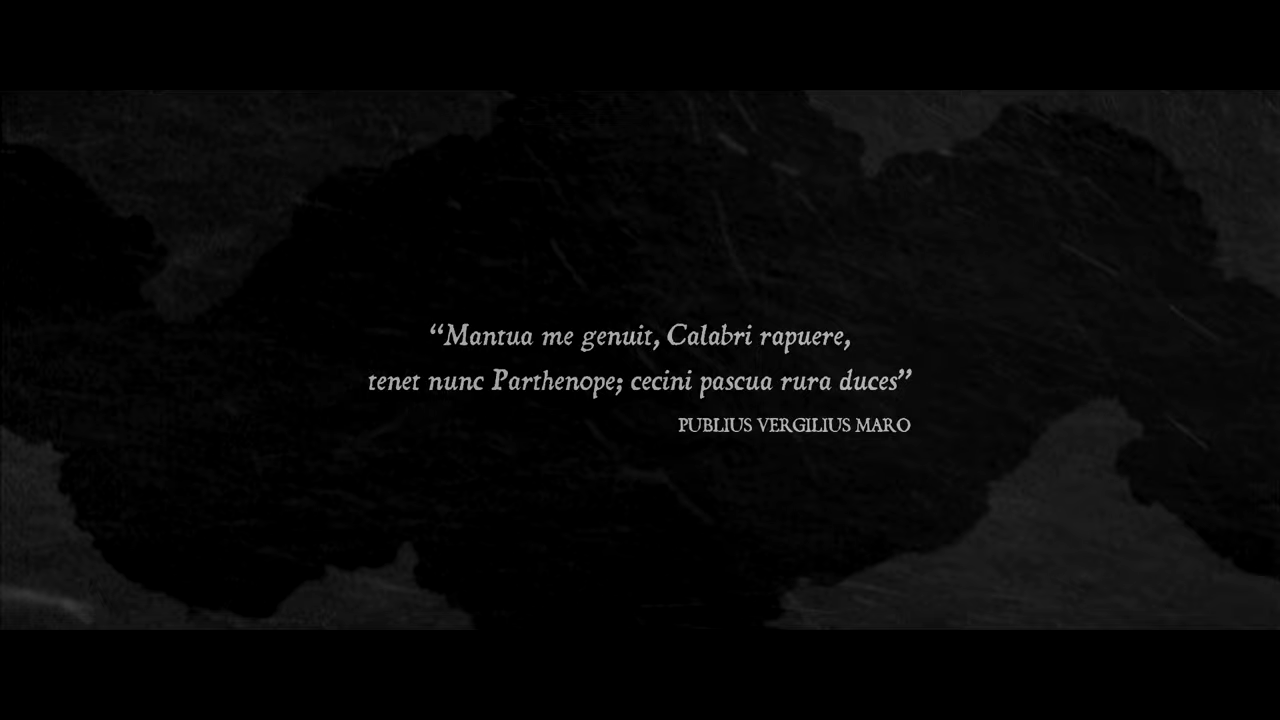 “Mantua me genuit, Calabri rapuere,
tenet nunc Parthenope; cecini pascua rura duces”
PUBLIUS VERGILIUS MARO